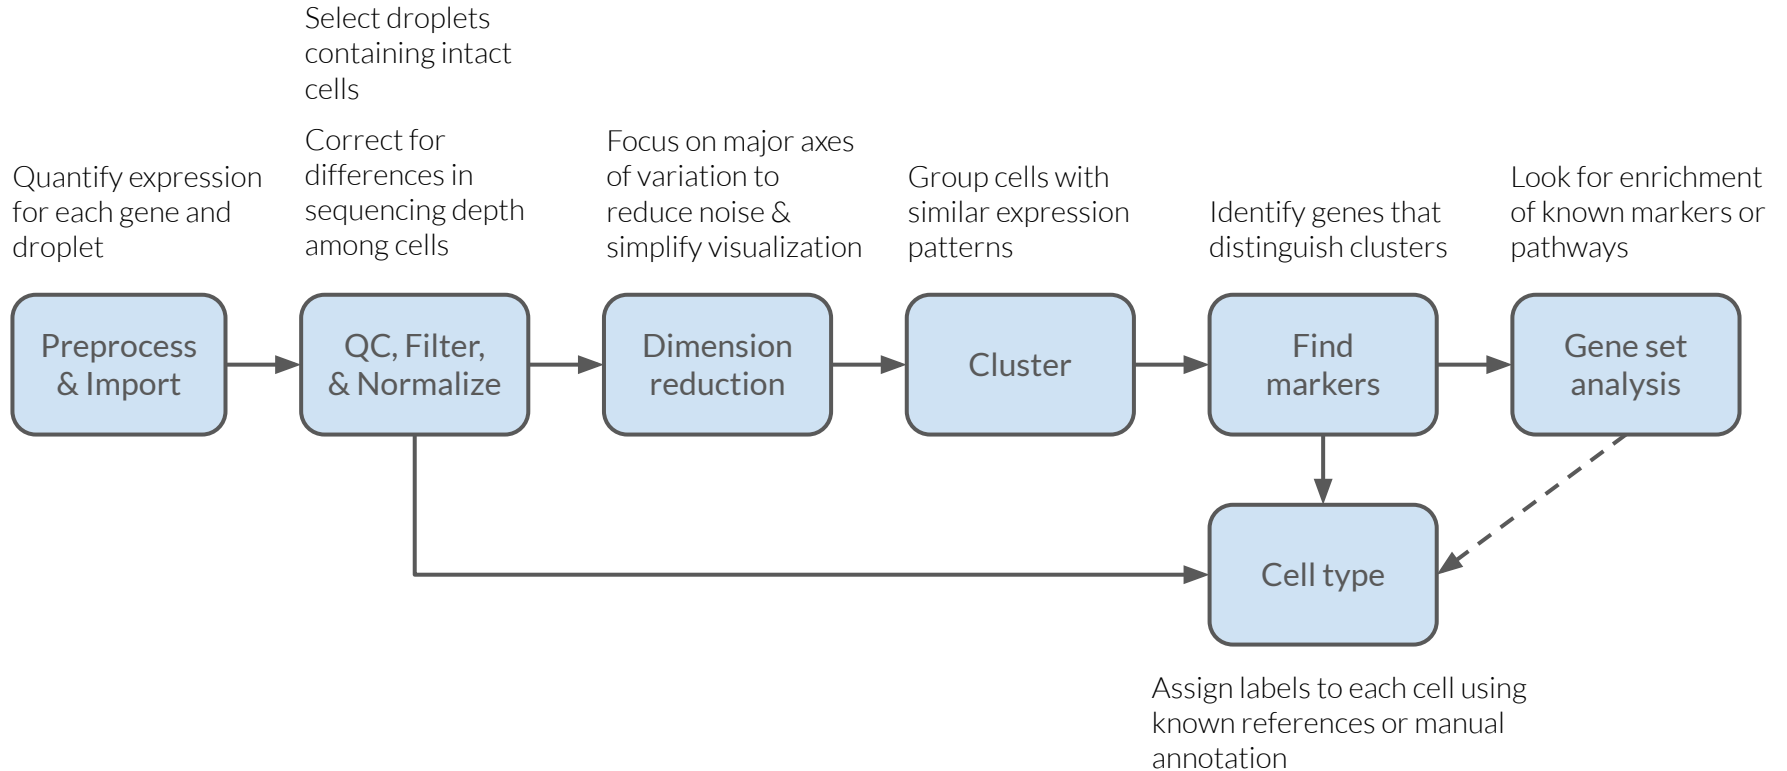 Select droplets
containing intact
cells
Correct for
differences in
sequencing depth
among cells
Quantify expression
for each gene and
droplet
Focus on major axes
of variation to
reduce noise &
simplify visualization
Group cells with
similar expression
patterns
Identify genes that
distinguish clusters
Look for enrichment
of known markers or
pathways
Preprocess
& Import
QC, Filter,
& Normalize
Dimension
reduction
Cluster
Find
markers
Gene set
analysis
Cell type
Assign labels to each cell using
known references or manual
annotation